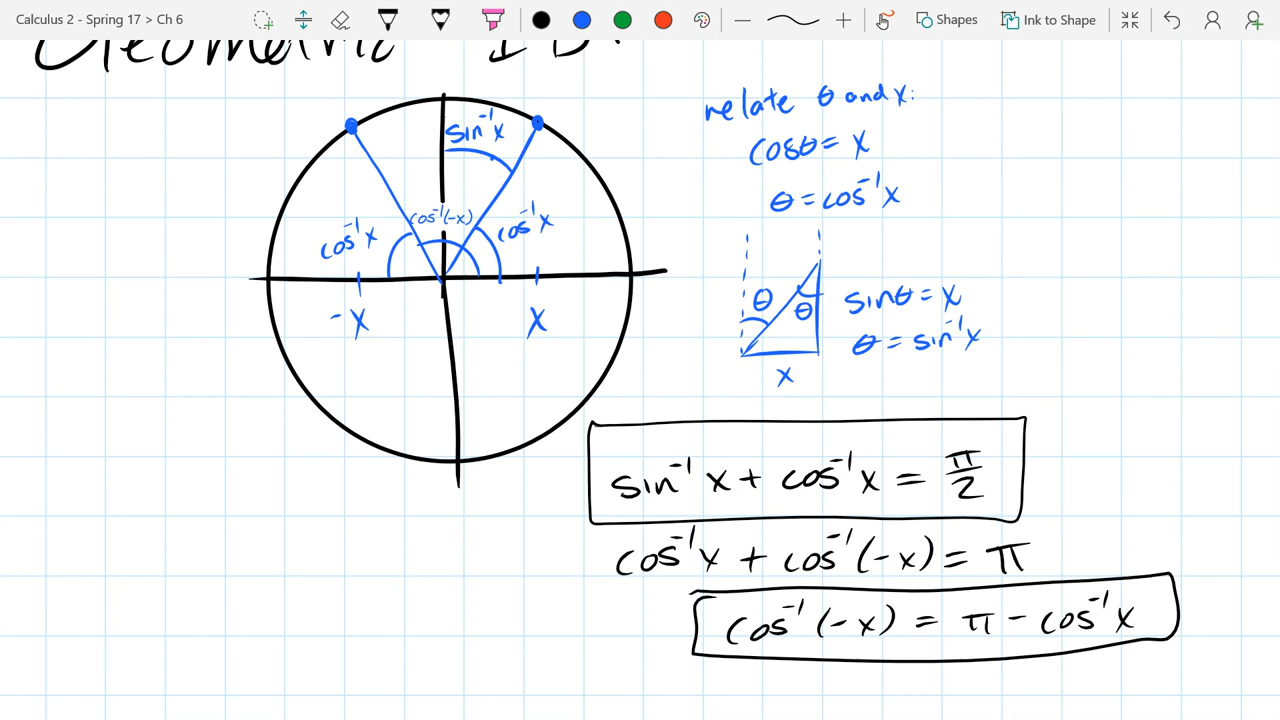 Calculus 2 - Spring 17 > Ch 6
Shapes
Ink to Shape
Geometric ID:
relate θ and x:
cosθ = x
θ = cos⁻¹x
sin⁻¹x
cos⁻¹x
cos⁻¹(-x)
cos⁻¹x
-x
x
θ
θ
x
sinθ = x
θ = sin⁻¹x
sin⁻¹x + cos⁻¹x = π/2
cos⁻¹x + cos⁻¹(-x) = π
cos⁻¹(-x) = π - cos⁻¹x